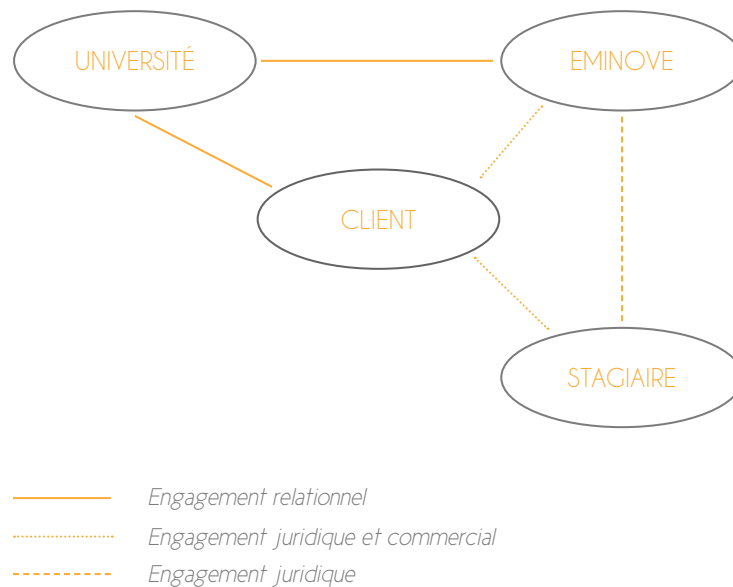 UNIVERSITÉ
EMINOVE
CLIENT
STAGIAIRE
Engagement relationnel
Engagement juridique et commercial
Engagement juridique